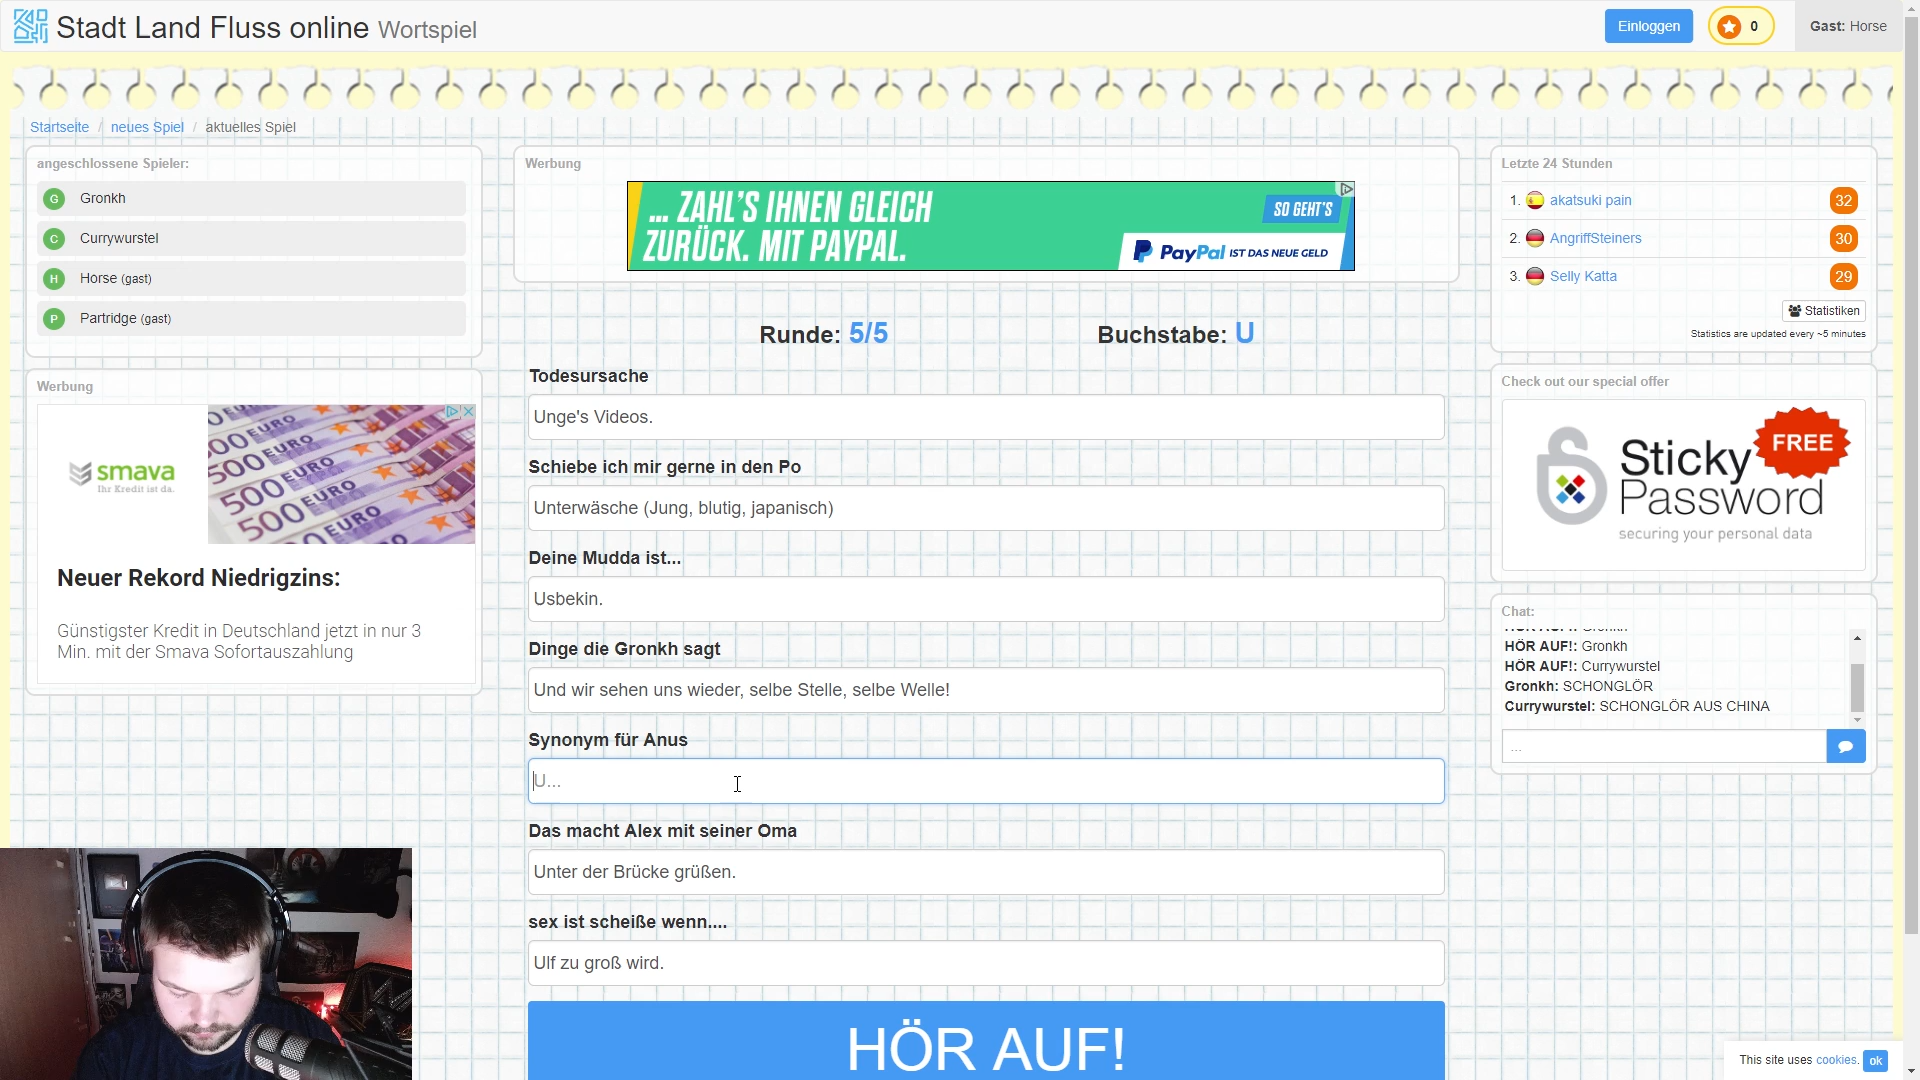 Stadt Land Fluss online Wortspiel
Einloggen
0
Gast: Horse
Startseite / neues Spiel / aktuelles Spiel
angeschlossene Spieler:
G Gronkh
C Currywurstel
H Horse (gast)
P Partridge (gast)
Werbung
smava
Ihr Kredit ist da.
Neuer Rekord Niedrigzins:
Günstigster Kredit in Deutschland jetzt in nur 3
Min. mit der Smava Sofortauszahlung
Werbung
... ZAHL'S IHNEN GLEICH
ZURÜCK. MIT PAYPAL.
SO GEHT'S
PayPal IST DAS NEUE GELD
Runde: 5/5
Buchstabe: U
Todesursache
Unge's Videos.
Schiebe ich mir gerne in den Po
Unterwäsche (Jung, blutig, japanisch)
Deine Mudda ist...
Usbekin.
Dinge die Gronkh sagt
Und wir sehen uns wieder, selbe Stelle, selbe Welle!
Synonym für Anus
U...
Das macht Alex mit seiner Oma
Unter der Brücke grüßen.
sex ist scheiße wenn....
Ulf zu groß wird.
HÖR AUF!
Letzte 24 Stunden
1. akatsuki pain 32
2. AngriffSteiners 30
3. Selly Katta 29
Statistiken
Statistics are updated every ~5 minutes
Check out our special offer
FREE
Sticky
Password
securing your personal data
Chat:
HÖR AUF!: Gronkh
HÖR AUF!: Gronkh
HÖR AUF!: Currywurstel
Gronkh: SCHONGLÖR
Currywurstel: SCHONGLÖR AUS CHINA
...
This site uses cookies. ok